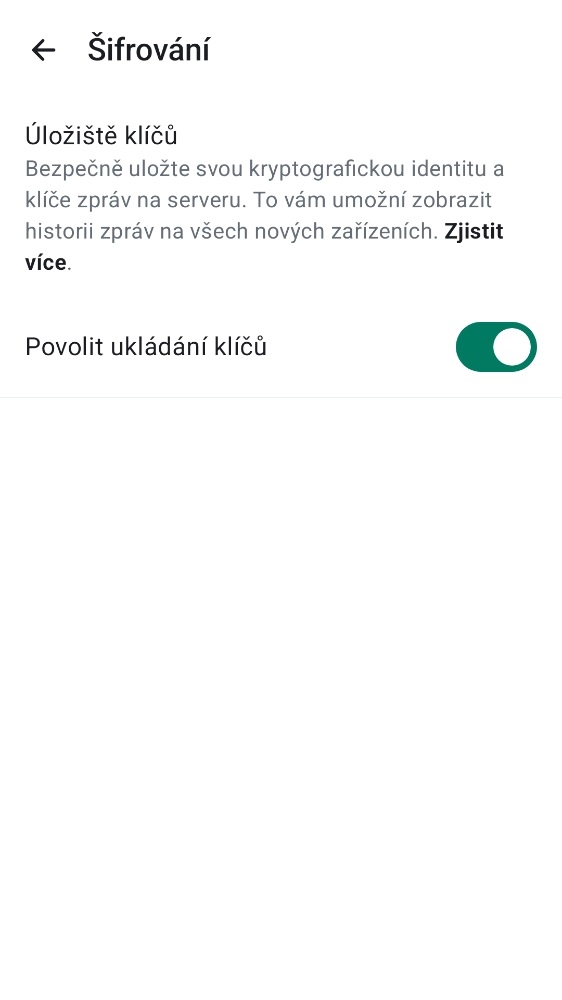 Šifrování
Úložiště klíčů
Bezpečně uložte svou kryptografickou identitu a
klíče zpráv na serveru. To vám umožní zobrazit
historii zpráv na všech nových zařízeních. Zjistit
více.
Povolit ukládání klíčů